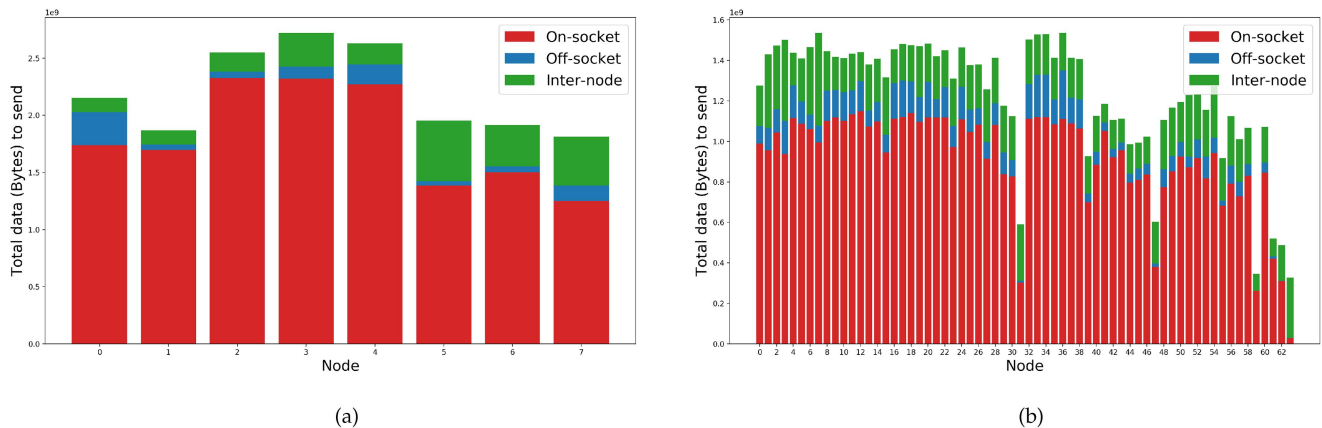 1e9
Total data (Bytes) to send
2.5
2.0
1.5
1.0
0.5
0.0
On-socket
Off-socket
Inter-node
0 1 2 3 4 5 6 7
Node
(a)
1e9
Total data (Bytes) to send
1.6
1.4
1.2
1.0
0.8
0.6
0.4
0.2
0.0
On-socket
Off-socket
Inter-node
0 2 4 6 8 10 12 14 16 18 20 22 24 26 28 30 32 34 36 38 40 42 44 46 48 50 52 54 56 58 60 62
Node
(b)